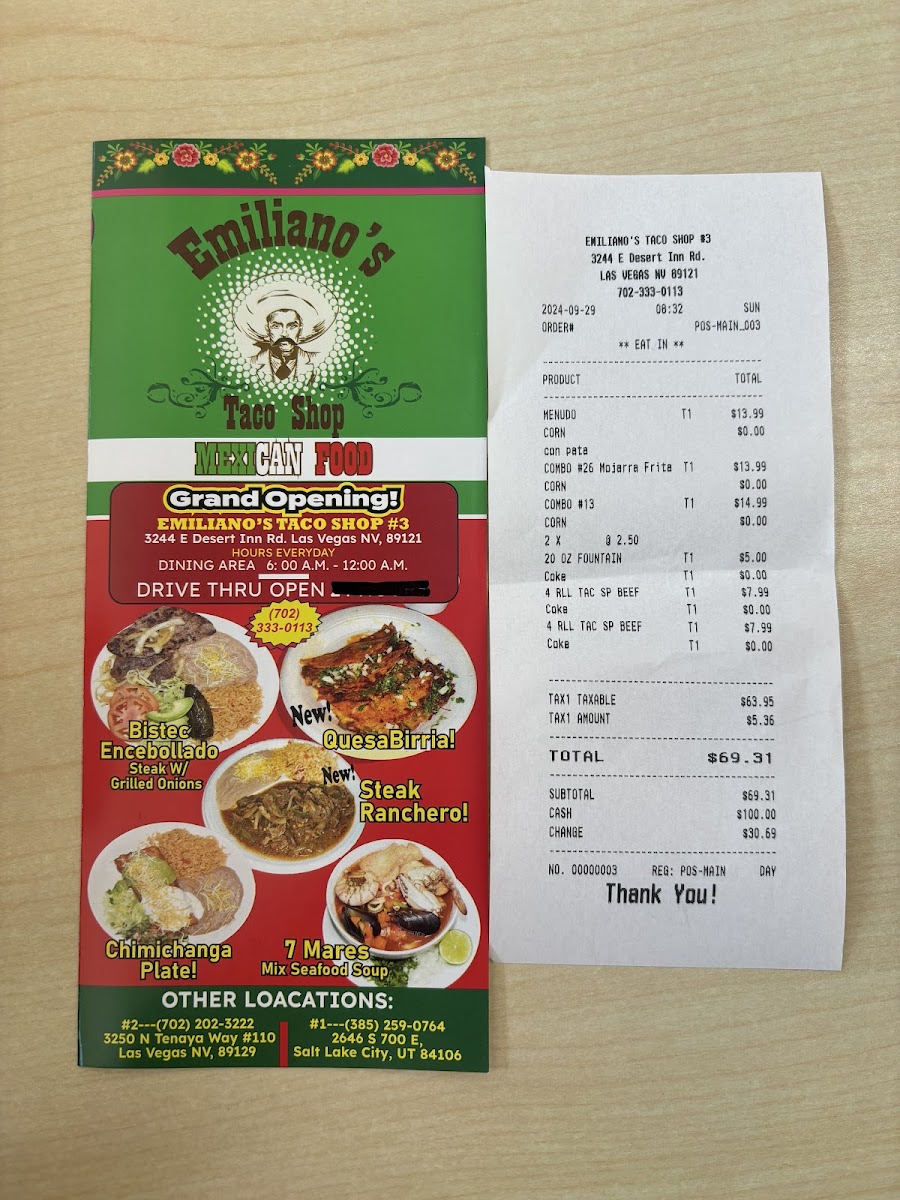 Emiliano's
Taco Shop
MEXICAN FOOD
Grand Opening!
EMILIANO'S TACO SHOP #3
3244 E Desert Inn Rd. Las Vegas NV, 89121
HOURS EVERYDAY
DINING AREA 6: 00 A.M. - 12:00 A.M.
DRIVE THRU OPEN
(702)
333-0113
Bistec
Encebollado
Steak W/
Grilled Onions
New!
QuesaBirria!
New!
Steak
Ranchero!
Chimichanga
Plate!
7 Mares
Mix Seafood Soup
OTHER LOACATIONS:
#2---(702) 202-3222
3250 N Tenaya Way #110
Las Vegas NV, 89129
#1---(385) 259-0764
2646 S 700 E,
Salt Lake City, UT 84106
EMILIANO'S TACO SHOP #3
3244 E Desert Inn Rd.
LAS VEGAS NV 89121
702-333-0113
2024-09-29 08:32 SUN
ORDER# POS-MAIN_003
** EAT IN **
PRODUCT TOTAL
MENUDO T1 $13.99
CORN $0.00
con pata
COMBO #26 Mojarra Frita T1 $13.99
CORN $0.00
COMBO #13 T1 $14.99
CORN $0.00
2 X @ 2.50
20 OZ FOUNTAIN T1 $5.00
Coke T1 $0.00
4 RLL TAC SP BEEF T1 $7.99
Coke T1 $0.00
4 RLL TAC SP BEEF T1 $7.99
Coke T1 $0.00
TAX1 TAXABLE $63.95
TAX1 AMOUNT $5.36
TOTAL $69.31
SUBTOTAL $69.31
CASH $100.00
CHANGE $30.69
NO. 00000003 REG: POS-MAIN DAY
Thank You!